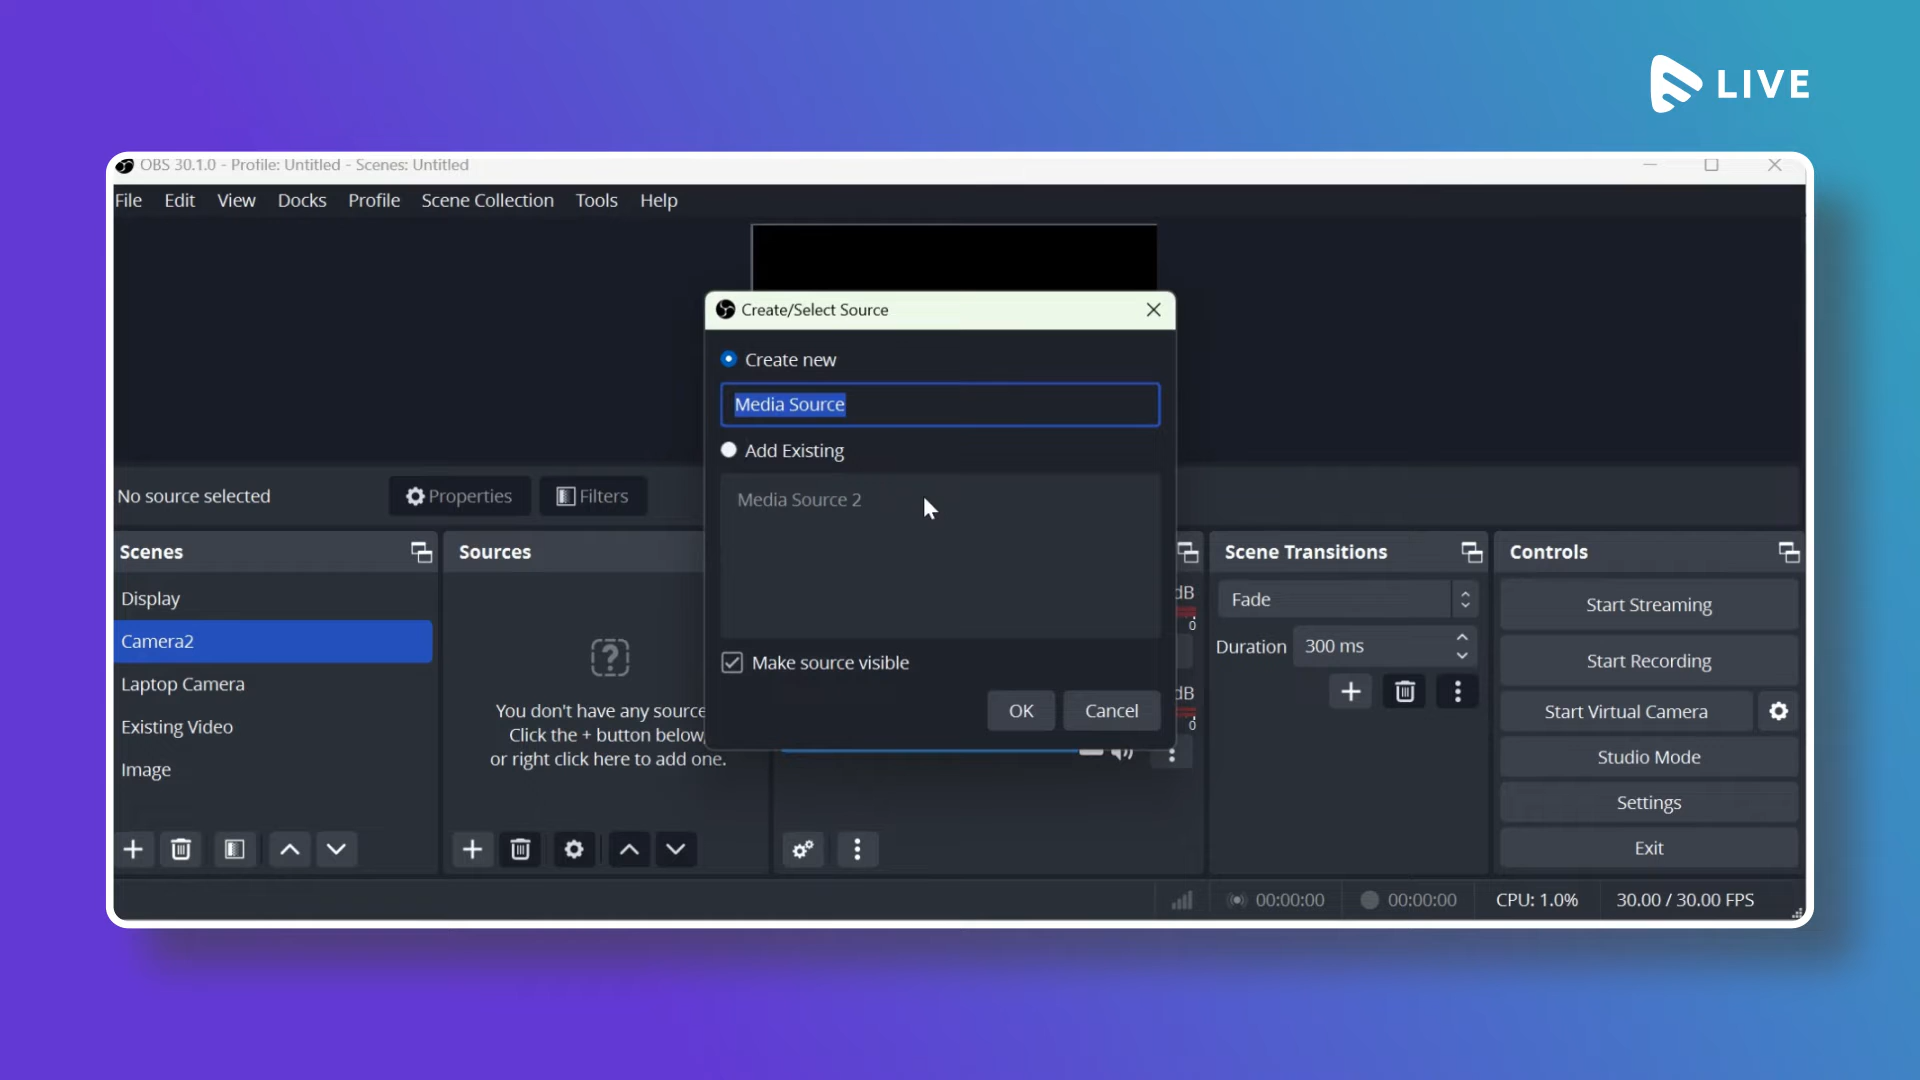 LIVE
OBS 30.1.0 - Profile: Untitled - Scenes: Untitled
File Edit View Docks Profile Scene Collection Tools Help
Create/Select Source
Create new
Media Source
Add Existing
Media Source 2
Make source visible
OK Cancel
No source selected Properties Filters
Scenes
Display
Camera2
Laptop Camera
Existing Video
Image
Sources
You don't have any source
Click the + button below,
or right click here to add one.
dB
0
dB
0
Scene Transitions
Fade
Duration 300 ms
Controls
Start Streaming
Start Recording
Start Virtual Camera
Studio Mode
Settings
Exit
00:00:00 00:00:00 CPU: 1.0% 30.00 / 30.00 FPS